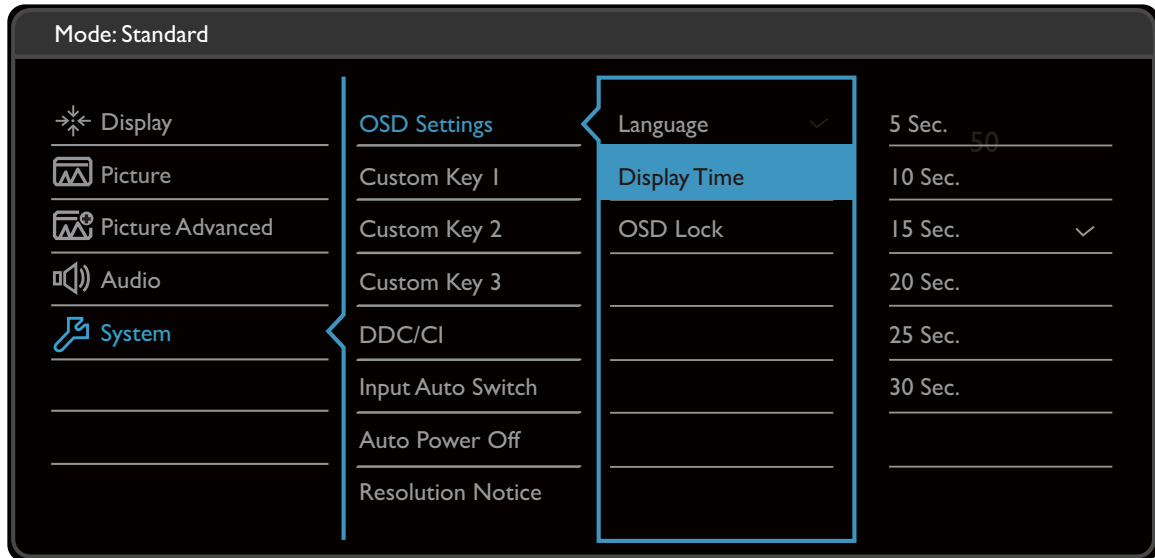 Mode: Standard
Display
Picture
Picture Advanced
Audio
System
OSD Settings
Custom Key 1
Custom Key 2
Custom Key 3
DDC/CI
Input Auto Switch
Auto Power Off
Resolution Notice
Language
Display Time
OSD Lock
5 Sec.
50
10 Sec.
15 Sec.
20 Sec.
25 Sec.
30 Sec.